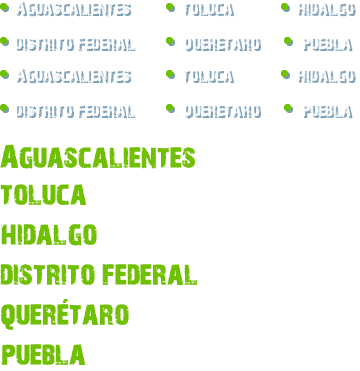 • AGUASCALIENTES • TOLUCA • HIDALGO
• DISTRITO FEDERAL • QUERETARO • PUEBLA
• AGUASCALIENTES • TOLUCA • HIDALGO
• DISTRITO FEDERAL • QUERETARO • PUEBLA
AGUASCALIENTES
TOLUCA
HIDALGO
DISTRITO FEDERAL
QUERÉTARO
PUEBLA